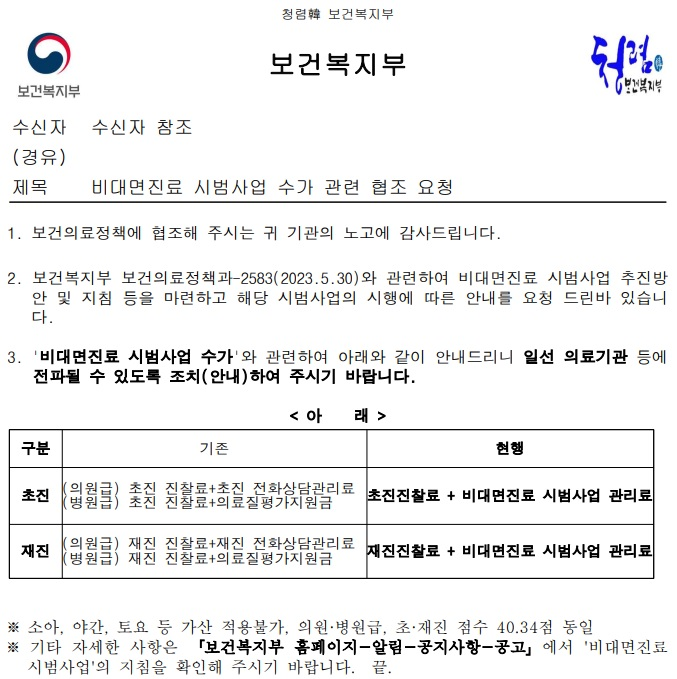 청렴韓 보건복지부
보건복지부
보건복지부
청렴
보건복지부
수신자 수신자 참조
(경유)
제목 비대면진료 시범사업 수가 관련 협조 요청
1. 보건의료정책에 협조해 주시는 귀 기관의 노고에 감사드립니다.
2. 보건복지부 보건의료정책과-2583(2023.5.30)와 관련하여 비대면진료 시범사업 추진방
안 및 지침 등을 마련하고 해당 시범사업의 시행에 따른 안내를 요청 드린바 있습니
다.
3. '비대면진료 시범사업 수가'와 관련하여 아래와 같이 안내드리니 일선 의료기관 등에
전파될 수 있도록 조치(안내)하여 주시기 바랍니다.
< 아 래 >
구분 기존 현행
초진 (의원급) 초진 진찰료+초진 전화상담관리료
(병원급) 초진 진찰료+의료질평가지원금
초진진찰료 + 비대면진료 시범사업 관리료
재진 (의원급) 재진 진찰료+재진 전화상담관리료
(병원급) 재진 진찰료+의료질평가지원금
재진진찰료 + 비대면진료 시범사업 관리료
※ 소아, 야간, 토요 등 가산 적용불가, 의원·병원급, 초·재진 점수 40.34점 동일
※ 기타 자세한 사항은 「보건복지부 홈페이지-알림-공지사항-공고」에서 '비대면진료
시범사업'의 지침을 확인해 주시기 바랍니다. 끝.